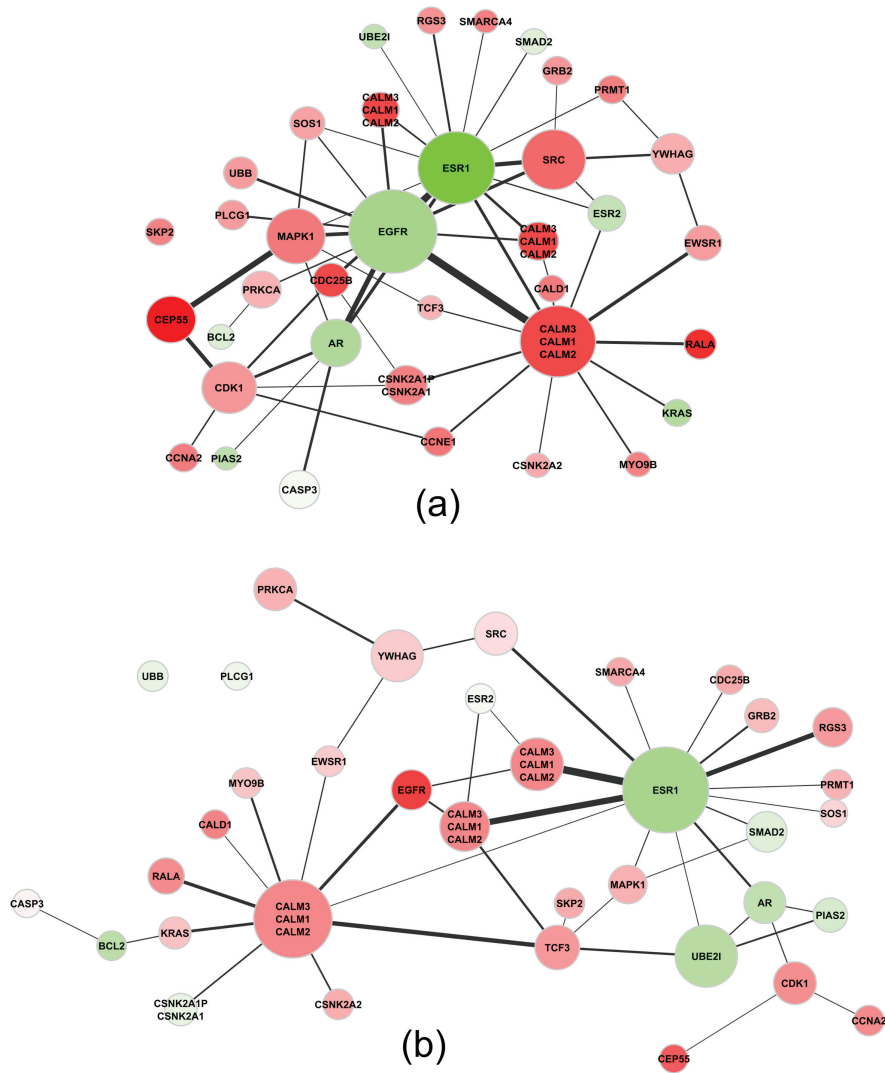 RGS3
SMARCA4
UBE2I
SMAD2
GRB2
PRMT1
CALM3
CALM1
CALM2
SOS1
ESR1
SRC
YWHAG
UBB
PLCG1
ESR2
SKP2
MAPK1
EGFR
CALM3
CALM1
CALM2
EWSR1
PRKCA
CDC25B
CALD1
TCF3
CEP55
BCL2
AR
CALM3
CALM1
CALM2
RALA
CDK1
CSNK2A1P
CSNK2A1
KRAS
CCNA2
PIAS2
CCNE1
CSNK2A2
MYO9B
CASP3
(a)
PRKCA
YWHAG
SRC
UBB
PLCG1
SMARCA4
CDC25B
ESR2
GRB2
RGS3
EWSR1
CALM3
CALM1
CALM2
MYO9B
EGFR
ESR1
PRMT1
SOS1
CALD1
CALM3
CALM1
CALM2
SMAD2
RALA
MAPK1
CASP3
SKP2
AR
PIAS2
KRAS
CALM3
CALM1
CALM2
BCL2
TCF3
UBE2I
CSNK2A1P
CSNK2A1
CSNK2A2
CDK1
CCNA2
CEP55
(b)